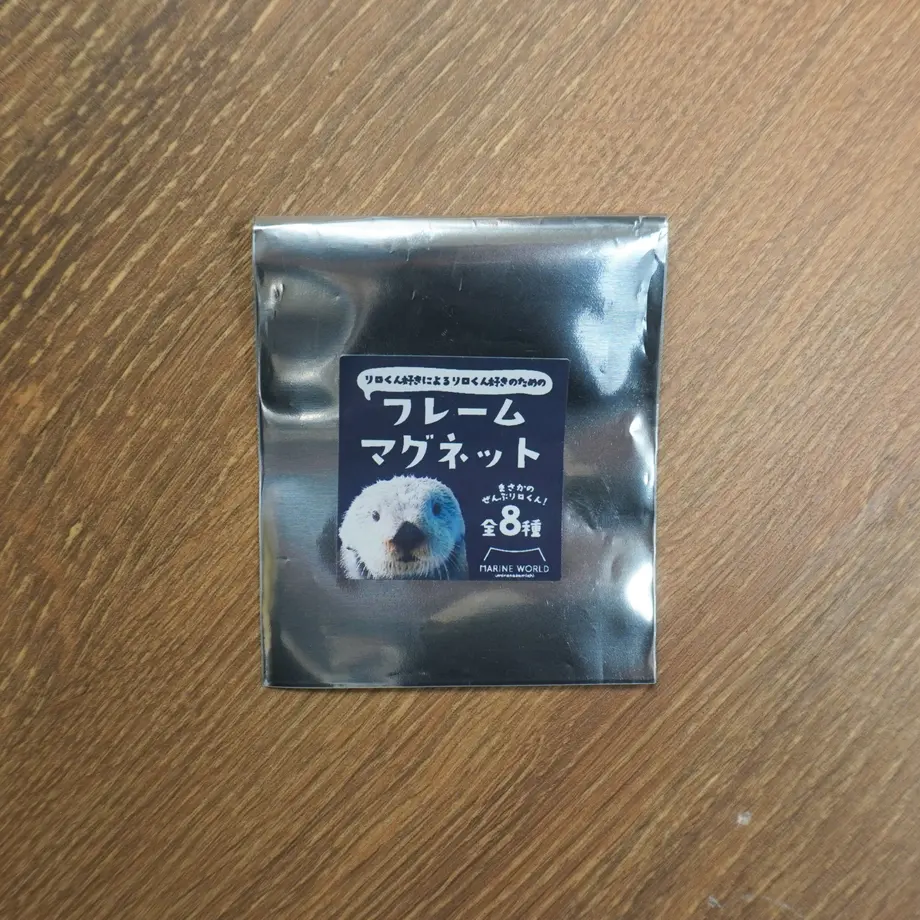 リロくん好きによるリロくん好きのための
フレーム
マグネット
まさかの
ぜんぶリロくん!
全8種
MARINE WORLD
uminonakamichi